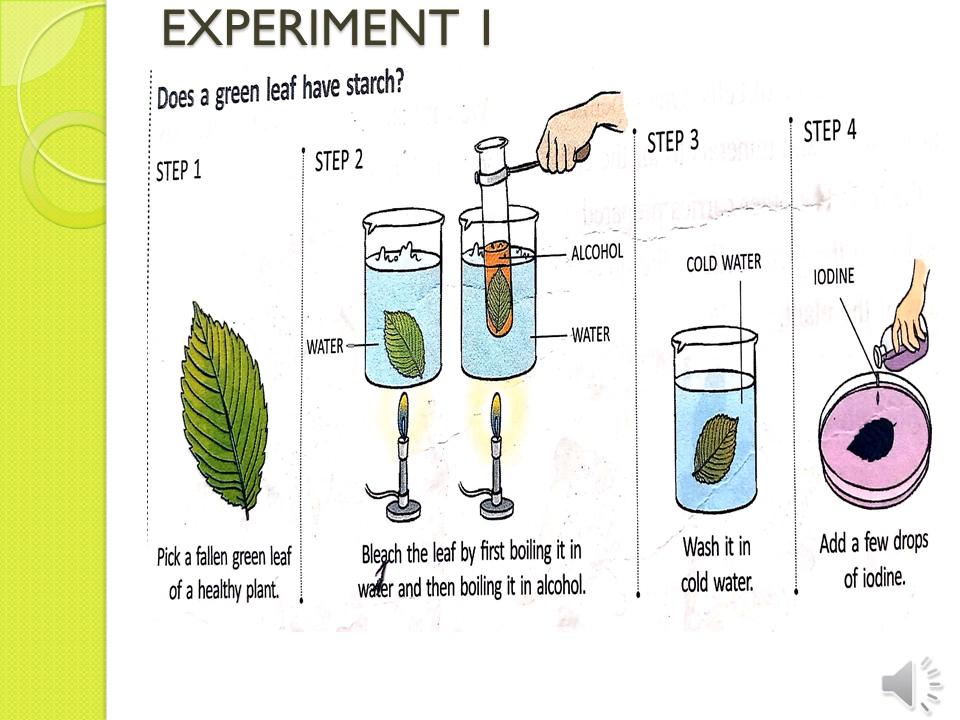 EXPERIMENT 1
Does a green leaf have starch?
STEP 1
Pick a fallen green leaf
of a healthy plant.
STEP 2
WATER
ALCOHOL
WATER
Bleach the leaf by first boiling it in
water and then boiling it in alcohol.
STEP 3
COLD WATER
Wash it in
cold water.
STEP 4
IODINE
Add a few drops
of iodine.